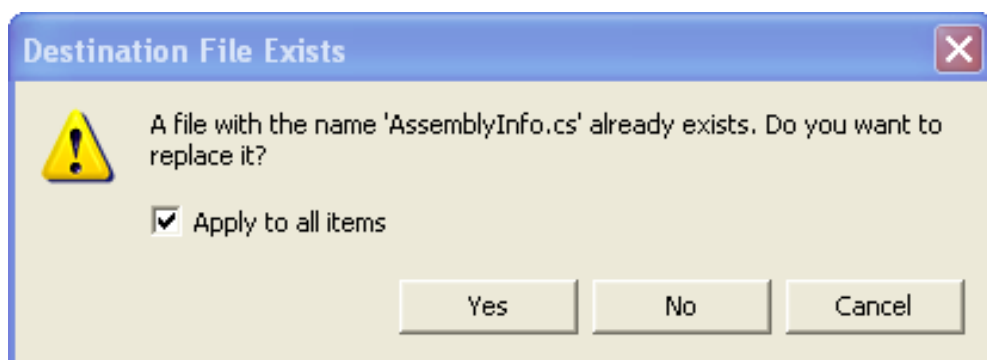 Destination File Exists
A file with the name 'AssemblyInfo.cs' already exists. Do you want to
replace it?
Apply to all items
Yes
No
Cancel